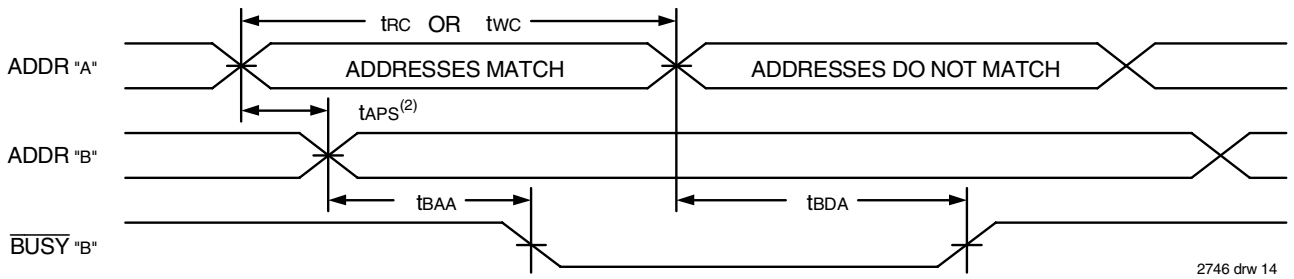 tRC OR tWC
ADDR "A"
ADDRESSES MATCH
ADDRESSES DO NOT MATCH
tAPS(2)
ADDR "B"
tBAA
tBDA
BUSY "B"
2746 drw 14